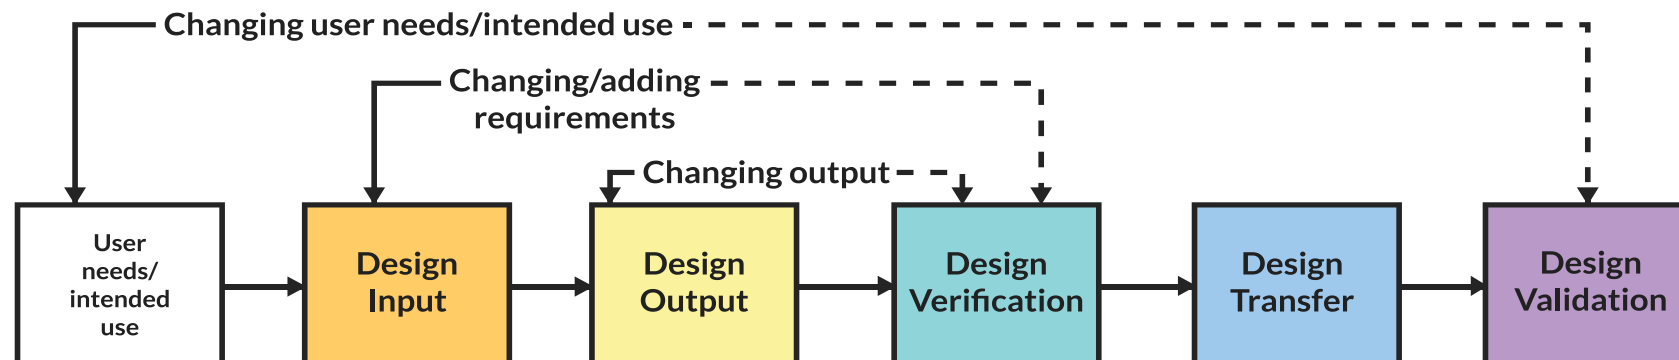 Changing user needs/intended use
Changing/adding
requirements
Changing output
User
needs/
intended
use
Design
Input
Design
Output
Design
Verification
Design
Transfer
Design
Validation